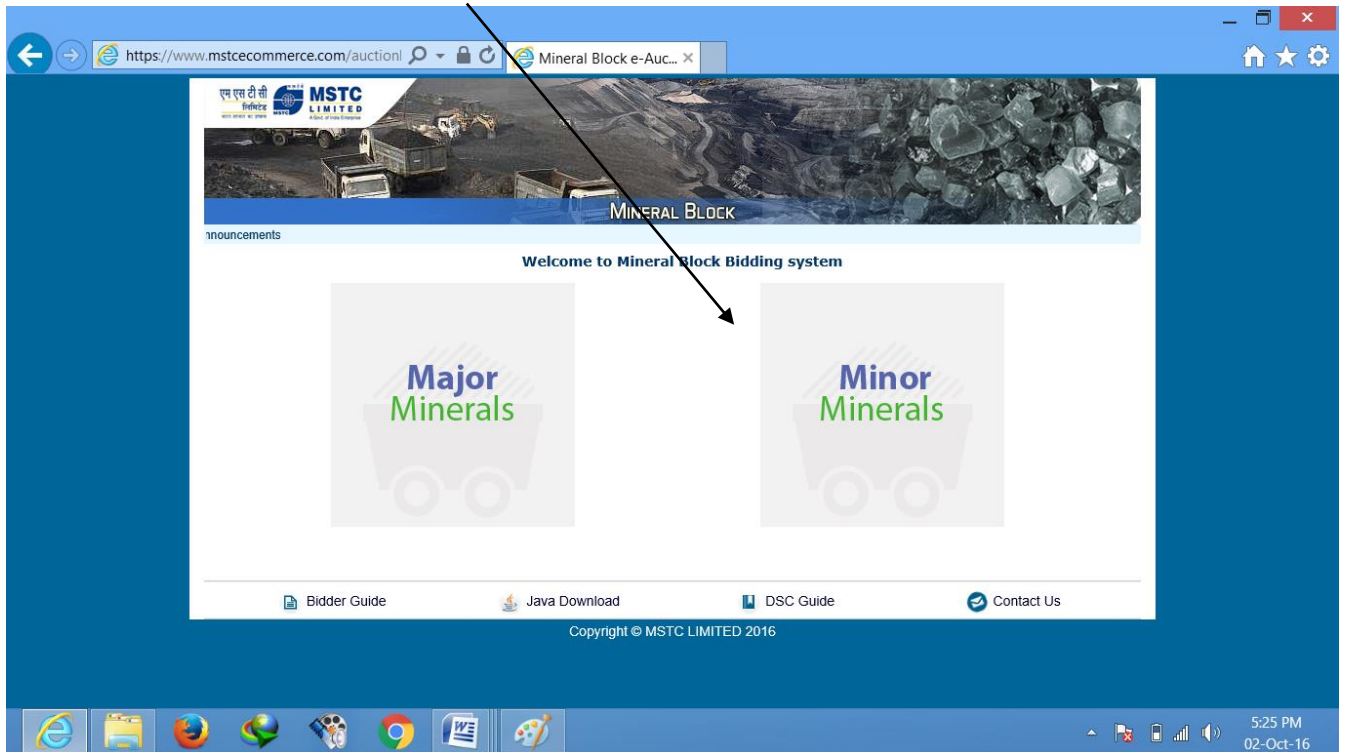 https://www.mstcecommerce.com/auctionl
Mineral Block e-Auc...
एम एस टी सी
लिमिटेड
MSTC
LIMITED
MSTC
MINERAL BLOCK
nnouncements
Welcome to Mineral Block Bidding system
Major
Minerals
Minor
Minerals
Bidder Guide
Java Download
DSC Guide
Contact Us
Copyright © MSTC LIMITED 2016
5:25 PM
02-Oct-16